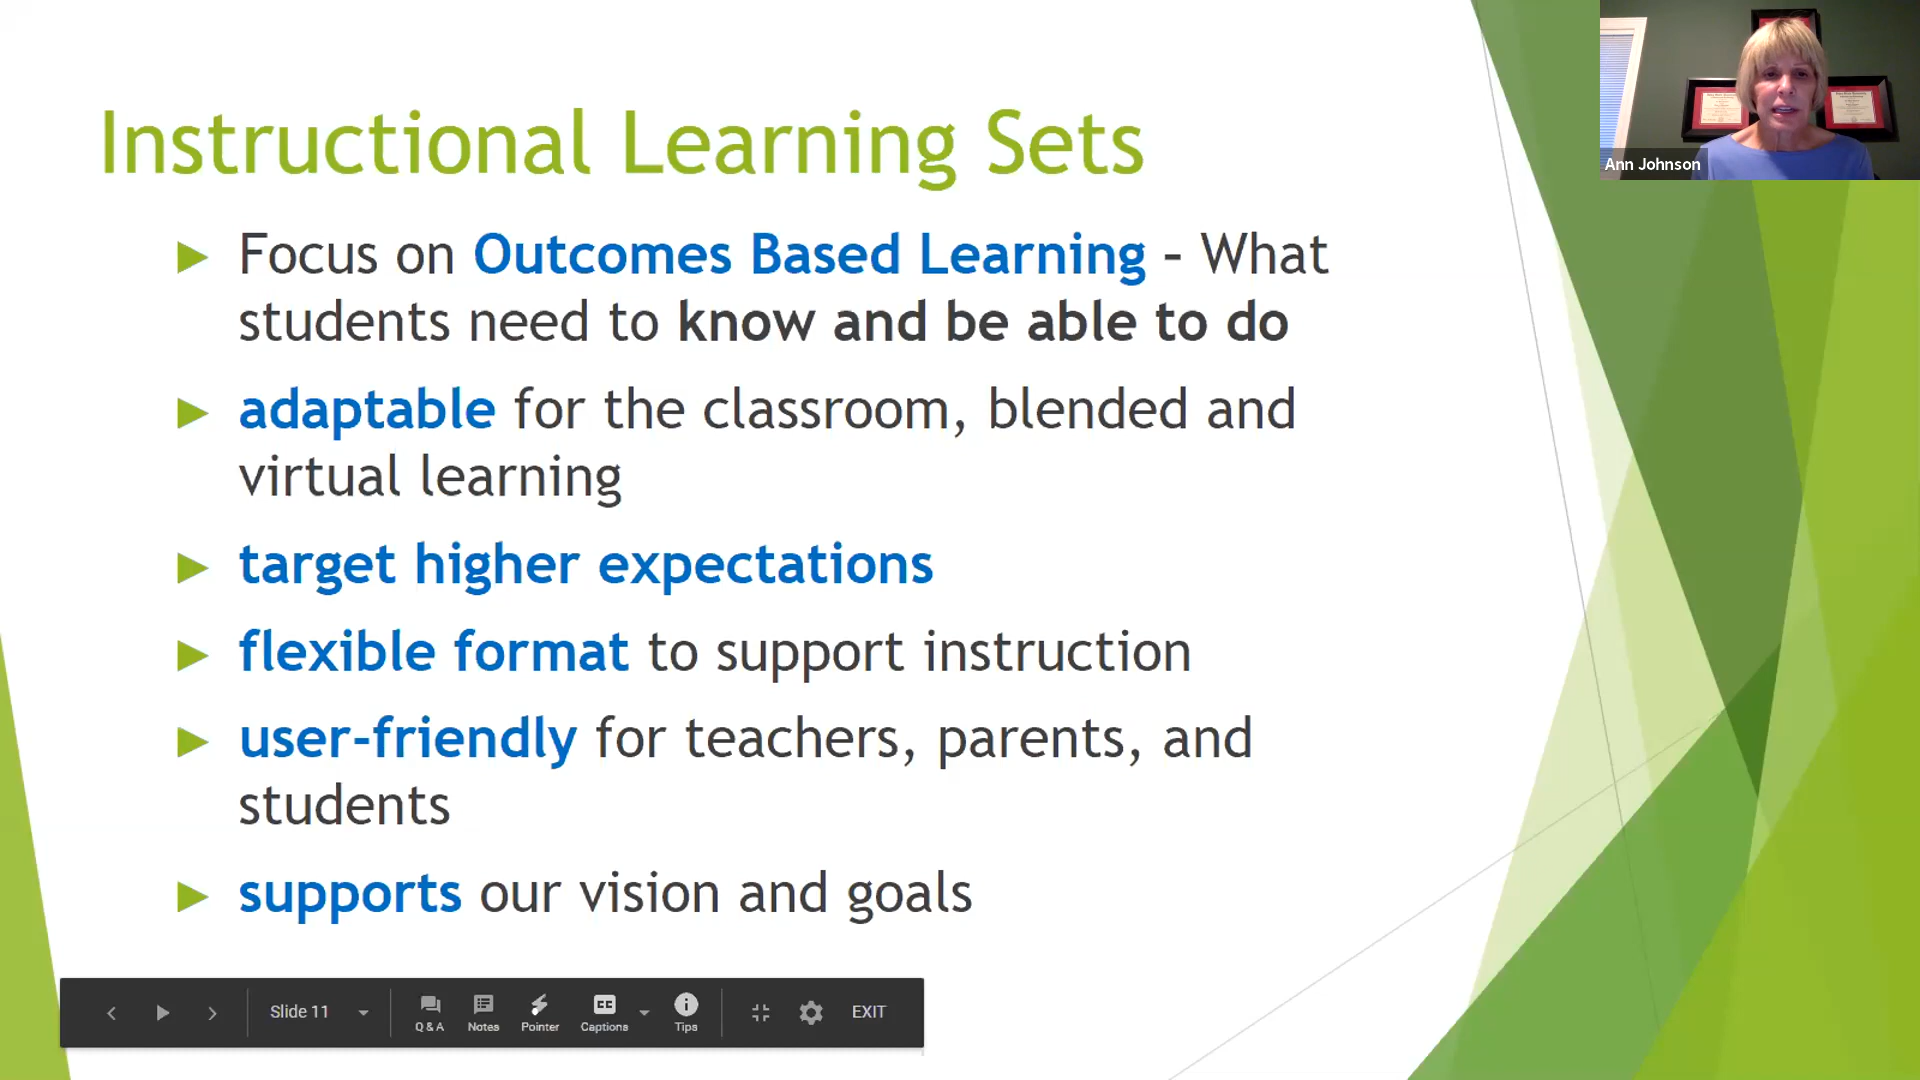 Instructional Learning Sets
Focus on Outcomes Based Learning – What
students need to know and be able to do
adaptable for the classroom, blended and
virtual learning
target higher expectations
flexible format to support instruction
user-friendly for teachers, parents, and
students
supports our vision and goals
Ann Johnson
Slide 11
Q & A
Notes
Pointer
CC
Captions
Tips
EXIT